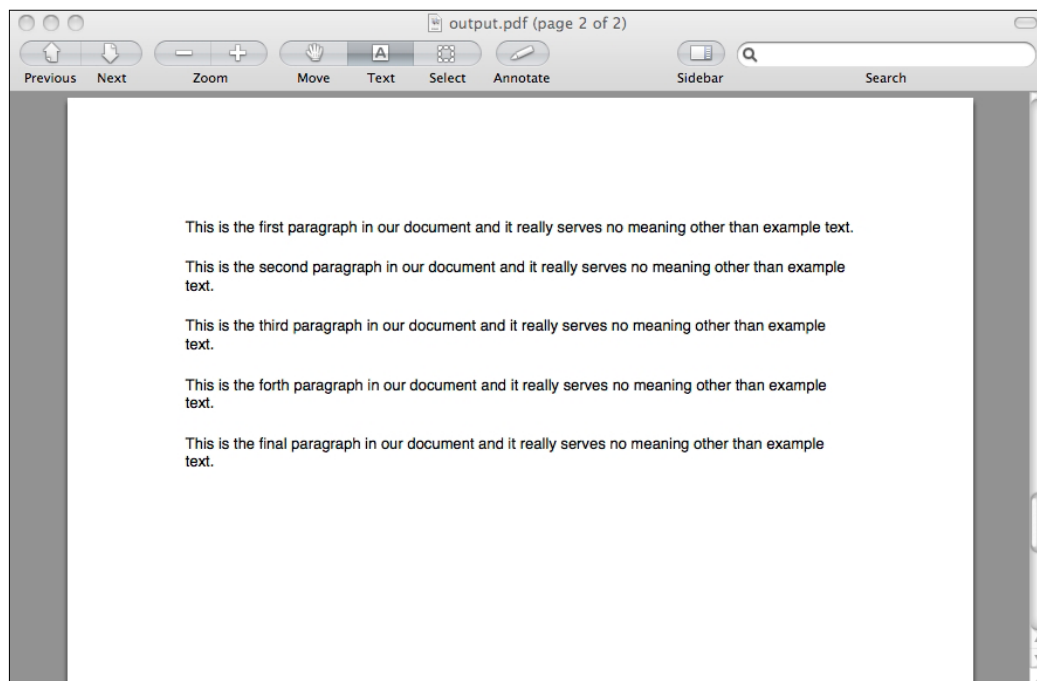 output.pdf (page 2 of 2)
Previous Next Zoom Move Text Select Annotate Sidebar Search
This is the first paragraph in our document and it really serves no meaning other than example text.
This is the second paragraph in our document and it really serves no meaning other than example
text.
This is the third paragraph in our document and it really serves no meaning other than example
text.
This is the forth paragraph in our document and it really serves no meaning other than example
text.
This is the final paragraph in our document and it really serves no meaning other than example
text.